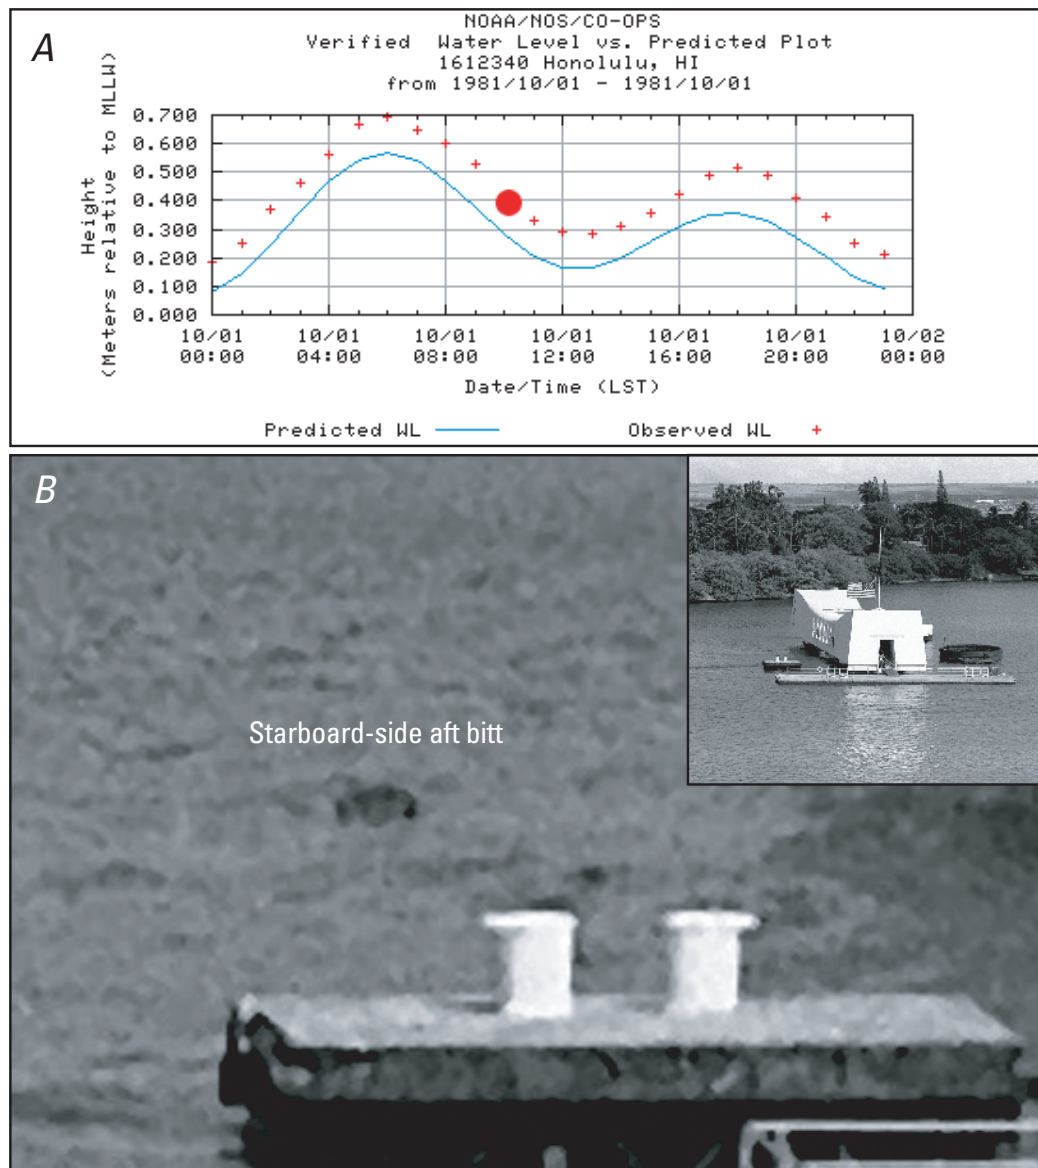 A
NOAA/NOS/CO-OPS
Verified Water Level vs. Predicted Plot
1612340 Honolulu, HI
from 1981/10/01 - 1981/10/01
Height
(Meters relative to MLLW)
0.700
0.600
0.500
0.400
0.300
0.200
0.100
0.000
10/01 10/01 10/01 10/01 10/01 10/01 10/02
00:00 04:00 08:00 12:00 16:00 20:00 00:00
Date/Time (LST)
Predicted WL Observed WL +
B
Starboard-side aft bitt